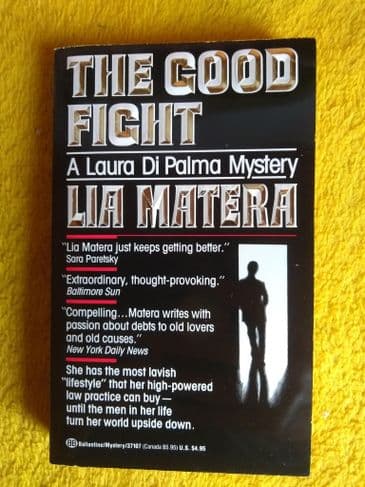 THE GOOD
FIGHT
A Laura Di Palma Mystery
LIA MATERA
"Lia Matera just keeps getting better."
Sara Paretsky
"Extraordinary, thought-provoking."
Baltimore Sun
"Compelling...Matera writes with
passion about debts to old lovers
and old causes."
New York Daily News
She has the most lavish
"lifestyle" that her high-powered
law practice can buy—
until the men in her life
turn her world upside down.
BB Ballantine/Mystery/37107 (Canada $5.95) U.S. $4.95